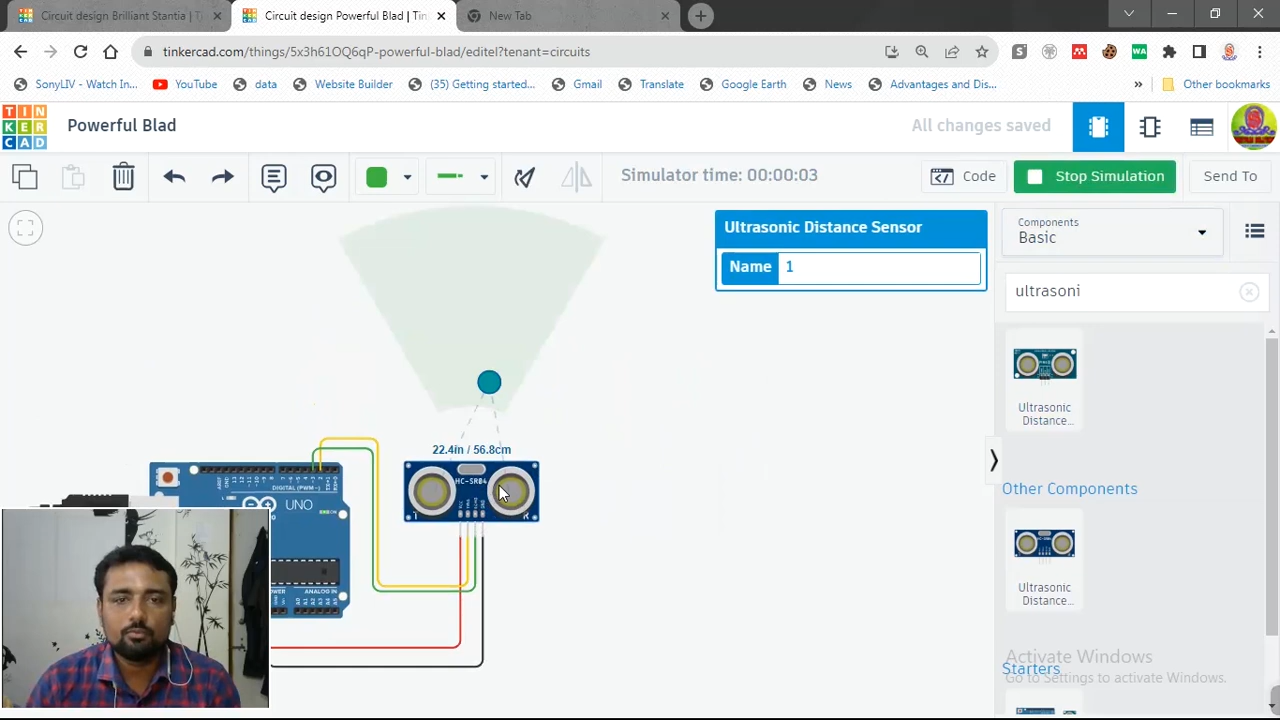 Circuit design Brilliant Stantia | T
Circuit design Powerful Blad | Tin
New Tab
tinkercad.com/things/5x3h61OQ6qP-powerful-blad/editel?tenant=circuits
SonyLIV - Watch In...
YouTube
data
Website Builder
(35) Getting started...
Gmail
Translate
Google Earth
News
Advantages and Dis...
»
Other bookmarks
TIN
KER
CAD
Powerful Blad
All changes saved
Simulator time: 00:00:03
Code
Stop Simulation
Send To
Ultrasonic Distance Sensor
Name 1
Components
Basic
ultrasoni
Ultrasonic
Distance...
Other Components
Ultrasonic
Distance...
Starters
Activate Windows
Go to Settings to activate Windows.
22.4in / 56.8cm
HC-SR04
DIGITAL (PWM~)
UNO
ANALOG IN